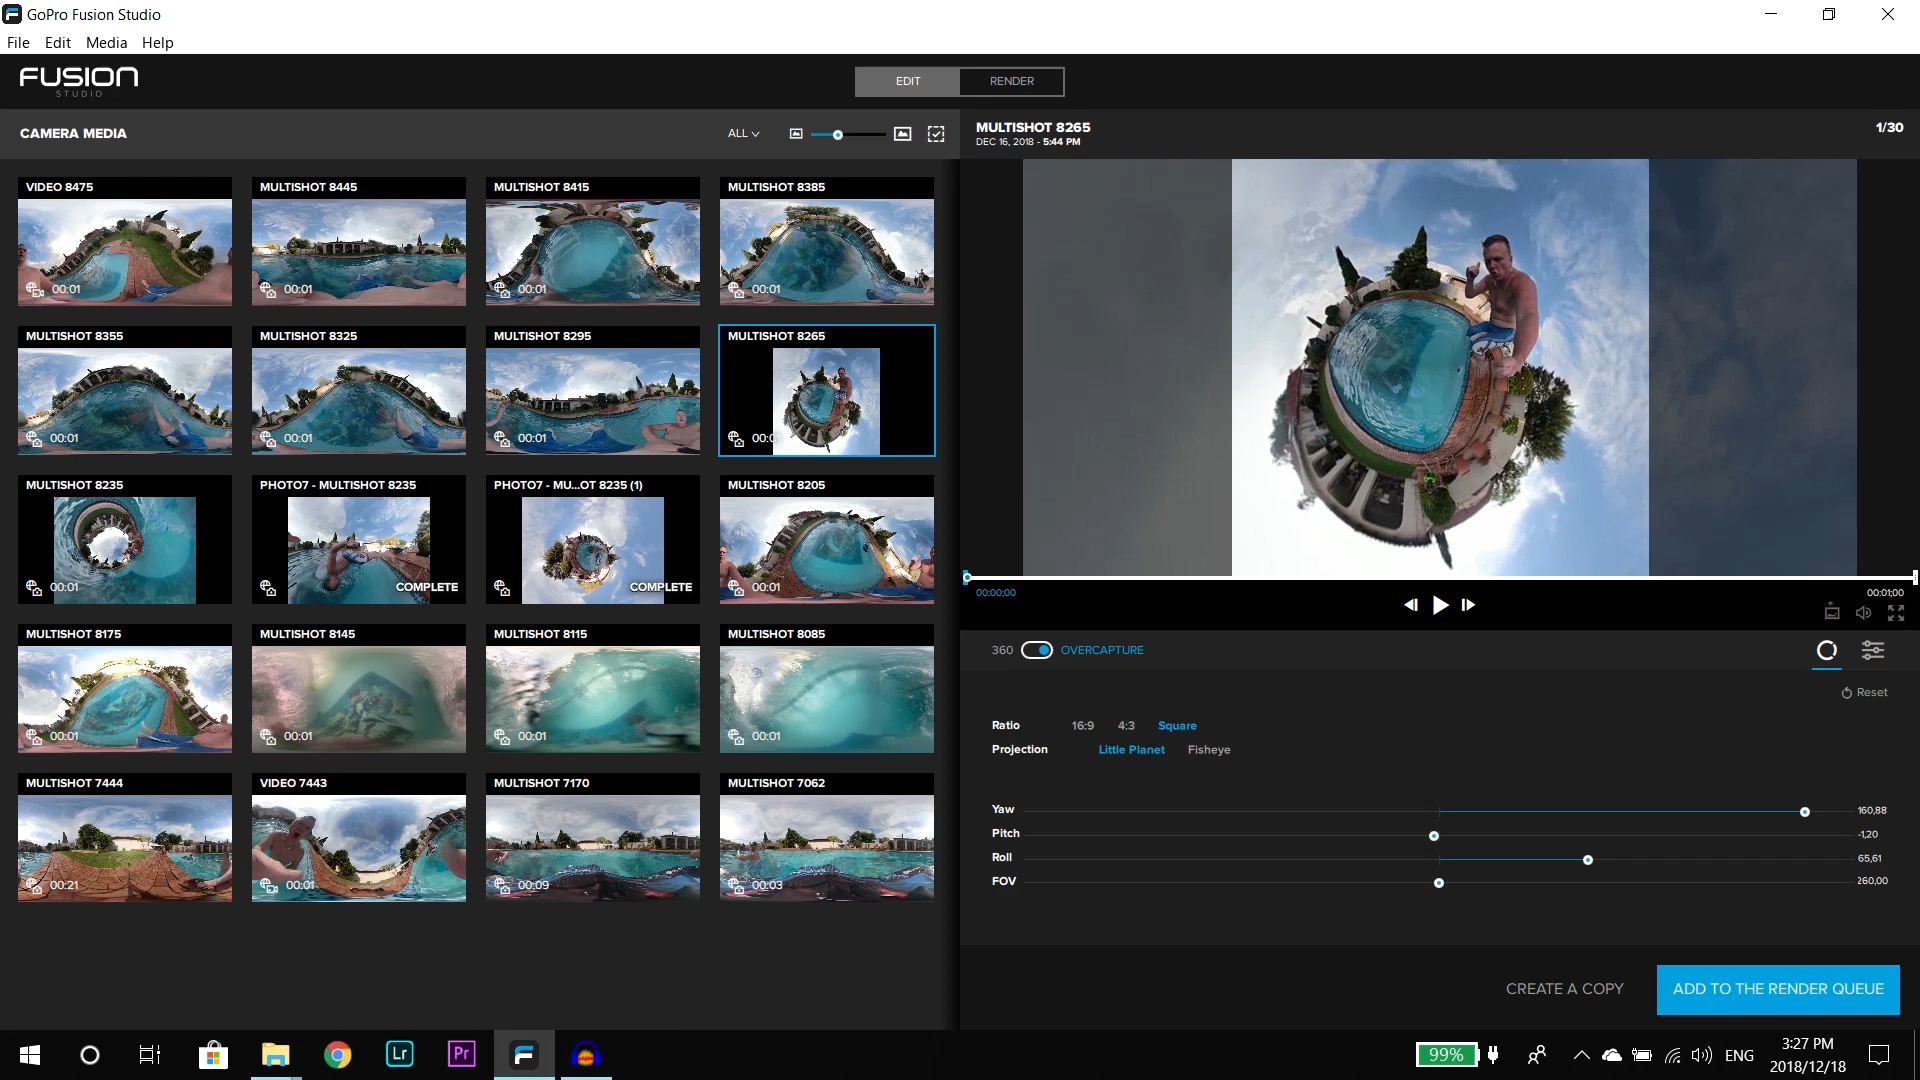 GoPro Fusion Studio
File Edit Media Help
FUSION
STUDIO
EDIT RENDER
CAMERA MEDIA
ALL
MULTISHOT 8265
DEC 16, 2018 - 5:44 PM
1/30
VIDEO 8475
00:01
MULTISHOT 8445
00:01
MULTISHOT 8415
00:01
MULTISHOT 8385
00:01
MULTISHOT 8355
00:01
MULTISHOT 8325
00:01
MULTISHOT 8295
00:01
MULTISHOT 8265
00:01
MULTISHOT 8235
00:01
PHOTO7 - MULTISHOT 8235
COMPLETE
PHOTO7 - MU...OT 8235 (1)
COMPLETE
MULTISHOT 8205
00:01
MULTISHOT 8175
00:01
MULTISHOT 8145
00:01
MULTISHOT 8115
00:01
MULTISHOT 8085
00:01
MULTISHOT 7444
00:21
VIDEO 7443
00:01
MULTISHOT 7170
00:09
MULTISHOT 7062
00:03
00:00;00
00:01;00
360 OVERCAPTURE
Reset
Ratio 16:9 4:3 Square
Projection Little Planet Fisheye
Yaw 160,88
Pitch -1,20
Roll 65,61
FOV 260,00
CREATE A COPY
ADD TO THE RENDER QUEUE
Lr
Pr
99%
ENG
3:27 PM
2018/12/18